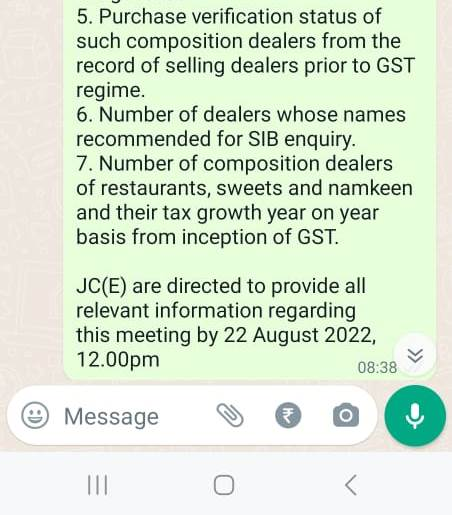 5. Purchase verification status of
such composition dealers from the
record of selling dealers prior to GST
regime.
6. Number of dealers whose names
recommended for SIB enquiry.
7. Number of composition dealers
of restaurants, sweets and namkeen
and their tax growth year on year
basis from inception of GST.
JC(E) are directed to provide all
relevant information regarding
this meeting by 22 August 2022,
12.00pm
08:38
Message
₹